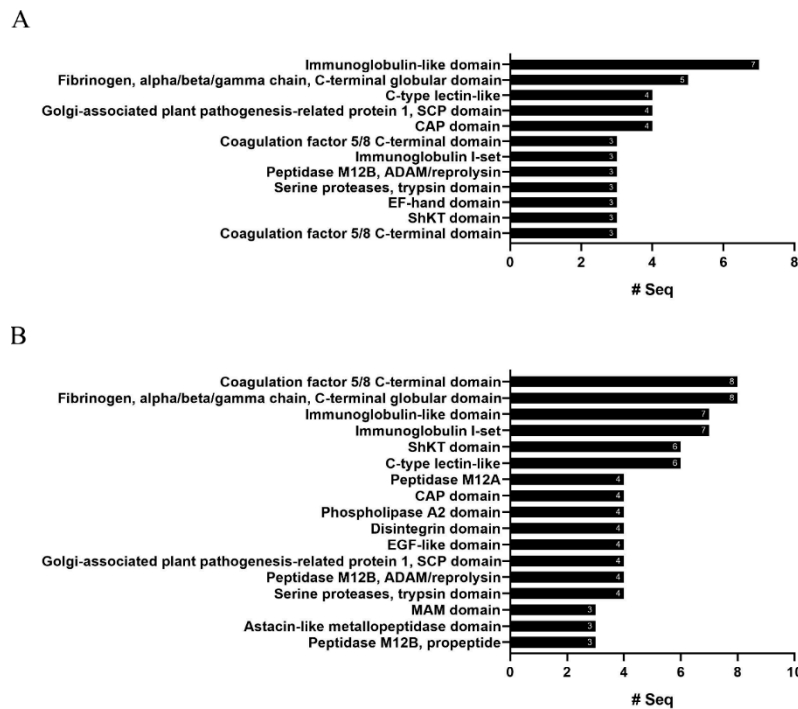 A
Immunoglobulin-like domain 7
Fibrinogen, alpha/beta/gamma chain, C-terminal globular domain 5
C-type lectin-like 4
Golgi-associated plant pathogenesis-related protein 1, SCP domain 4
CAP domain 4
Coagulation factor 5/8 C-terminal domain 3
Immunoglobulin I-set 3
Peptidase M12B, ADAM/reprolysin 3
Serine proteases, trypsin domain 3
EF-hand domain 3
ShKT domain 3
Coagulation factor 5/8 C-terminal domain 3
0 2 4 6 8
# Seq
B
Coagulation factor 5/8 C-terminal domain 8
Fibrinogen, alpha/beta/gamma chain, C-terminal globular domain 8
Immunoglobulin-like domain 7
Immunoglobulin I-set 7
ShKT domain 6
C-type lectin-like 6
Peptidase M12A 4
CAP domain 4
Phospholipase A2 domain 4
Disintegrin domain 4
EGF-like domain 4
Golgi-associated plant pathogenesis-related protein 1, SCP domain 4
Peptidase M12B, ADAM/reprolysin 4
Serine proteases, trypsin domain 4
MAM domain 3
Astacin-like metallopeptidase domain 3
Peptidase M12B, propeptide 3
0 2 4 6 8 10
# Seq